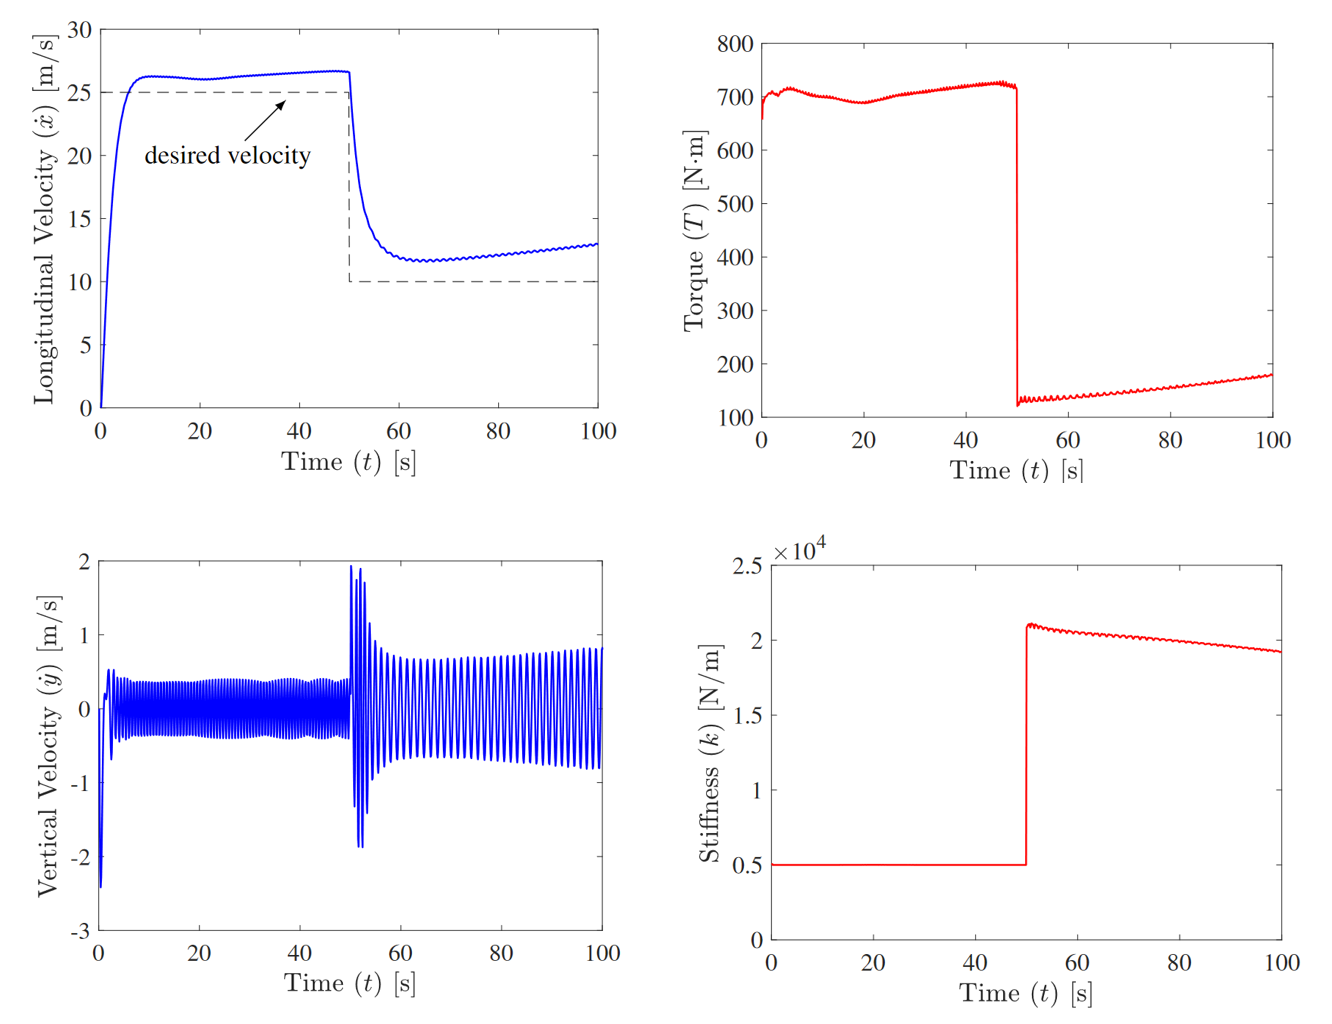 30
25
20
15
10
5
0
0 20 40 60 80 100
Longitudinal Velocity (ẋ) [m/s]
desired velocity
Time (t) [s]
800
700
600
500
400
300
200
100
0 20 40 60 80 100
Torque (T) [N·m]
Time (t) [s]
2
1
0
-1
-2
-3
0 20 40 60 80 100
Vertical Velocity (ẏ) [m/s]
Time (t) [s]
×10⁴
2.5
2
1.5
1
0.5
0
0 20 40 60 80 100
Stiffness (k) [N/m]
Time (t) [s]